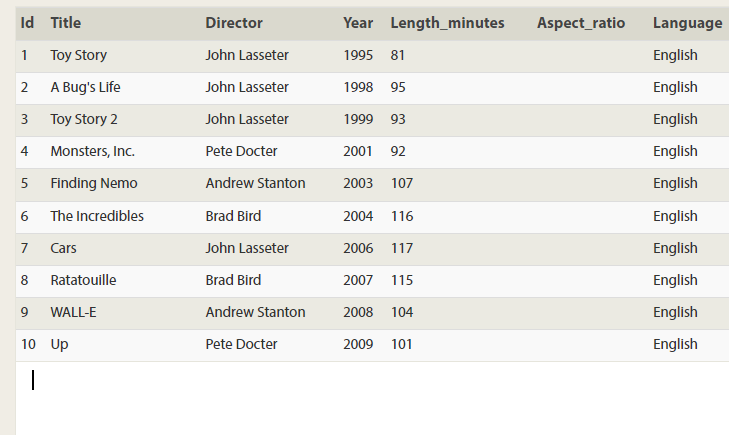 Id Title Director Year Length_minutes Aspect_ratio Language
1 Toy Story John Lasseter 1995 81 English
2 A Bug's Life John Lasseter 1998 95 English
3 Toy Story 2 John Lasseter 1999 93 English
4 Monsters, Inc. Pete Docter 2001 92 English
5 Finding Nemo Andrew Stanton 2003 107 English
6 The Incredibles Brad Bird 2004 116 English
7 Cars John Lasseter 2006 117 English
8 Ratatouille Brad Bird 2007 115 English
9 WALL-E Andrew Stanton 2008 104 English
10 Up Pete Docter 2009 101 English